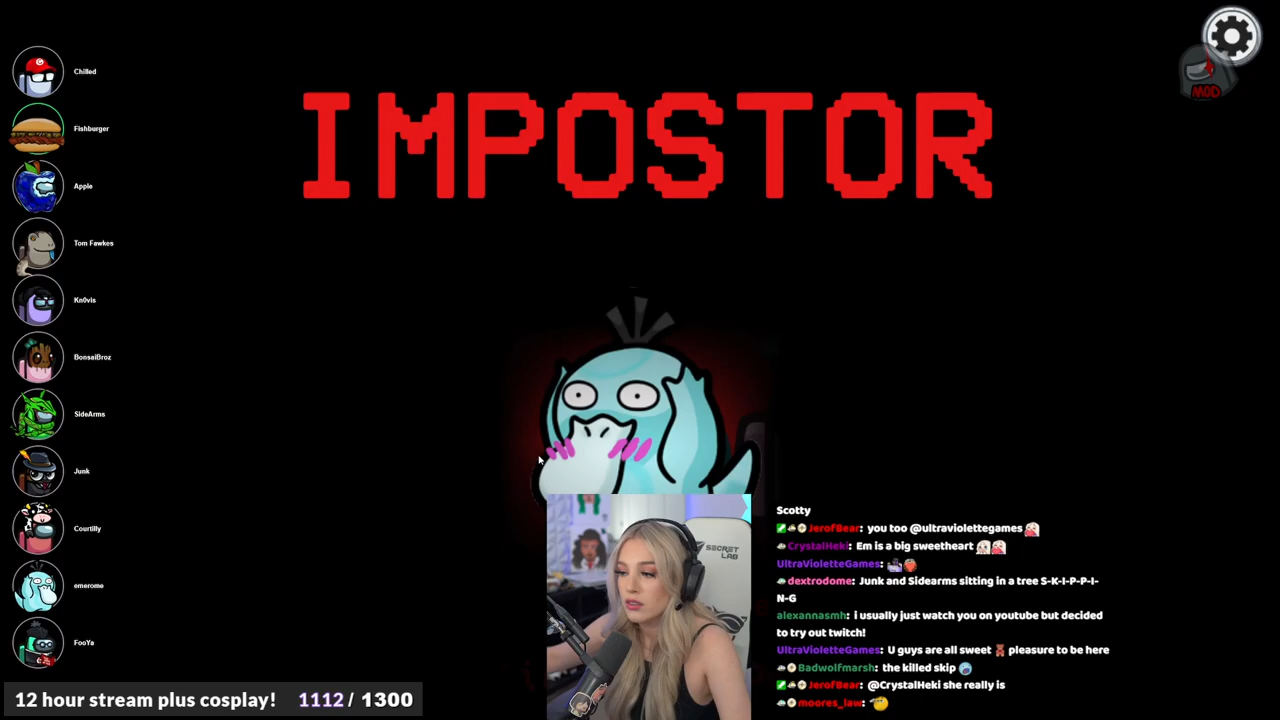 IMPOSTOR
MOD
Chilled
Fishburger
Apple
Tom Fawkes
Kn0vis
BonsaiBroz
SideArms
Junk
Courtilly
emerome
FooYa
SECRET
LAB
Scotty
JerofBear: you too @ultraviolettegames
CrystalHeki: Em is a big sweetheart
UltraVioletteGames:
dextrodome: Junk and Sidearms sitting in a tree S-K-I-P-P-I-
N-G
alexannasmh: i usually just watch you on youtube but decided
to try out twitch!
UltraVioletteGames: U guys are all sweet pleasure to be here
Badwolfmarsh: the killed skip
JerofBear: @CrystalHeki she really is
moores_law:
12 hour stream plus cosplay! 1112 / 1300